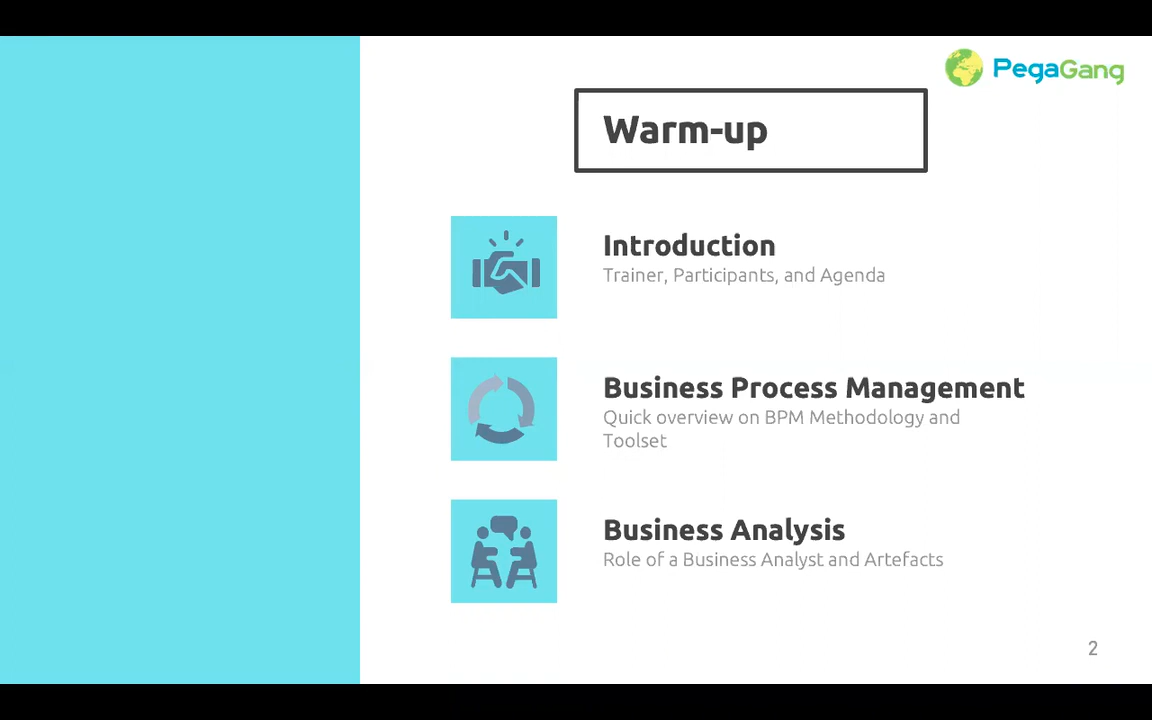 PegaGang
Warm-up
Introduction
Trainer, Participants, and Agenda
Business Process Management
Quick overview on BPM Methodology and
Toolset
Business Analysis
Role of a Business Analyst and Artefacts
2